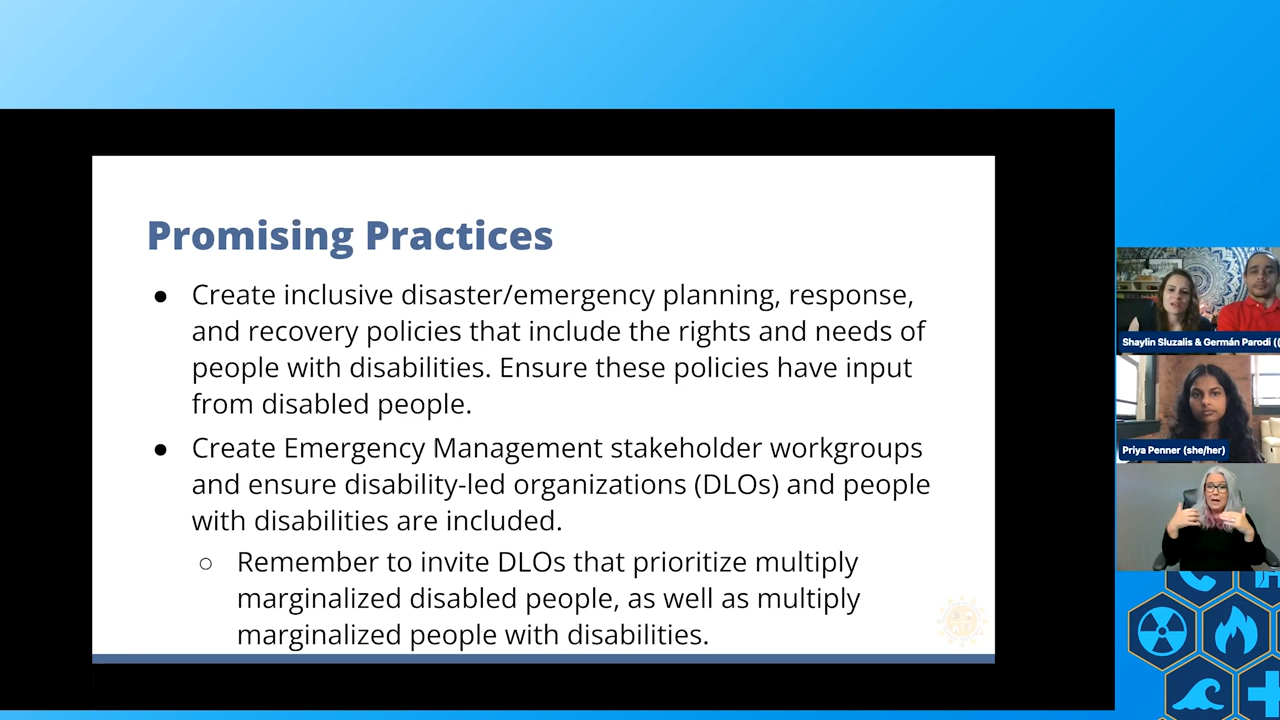 Promising Practices
● Create inclusive disaster/emergency planning, response,
and recovery policies that include the rights and needs of
people with disabilities. Ensure these policies have input
from disabled people.
● Create Emergency Management stakeholder workgroups
and ensure disability-led organizations (DLOs) and people
with disabilities are included.
○ Remember to invite DLOs that prioritize multiply
marginalized disabled people, as well as multiply
marginalized people with disabilities.
Shaylin Sluzalis & Germán Parodi ((
Priya Penner (she/her)